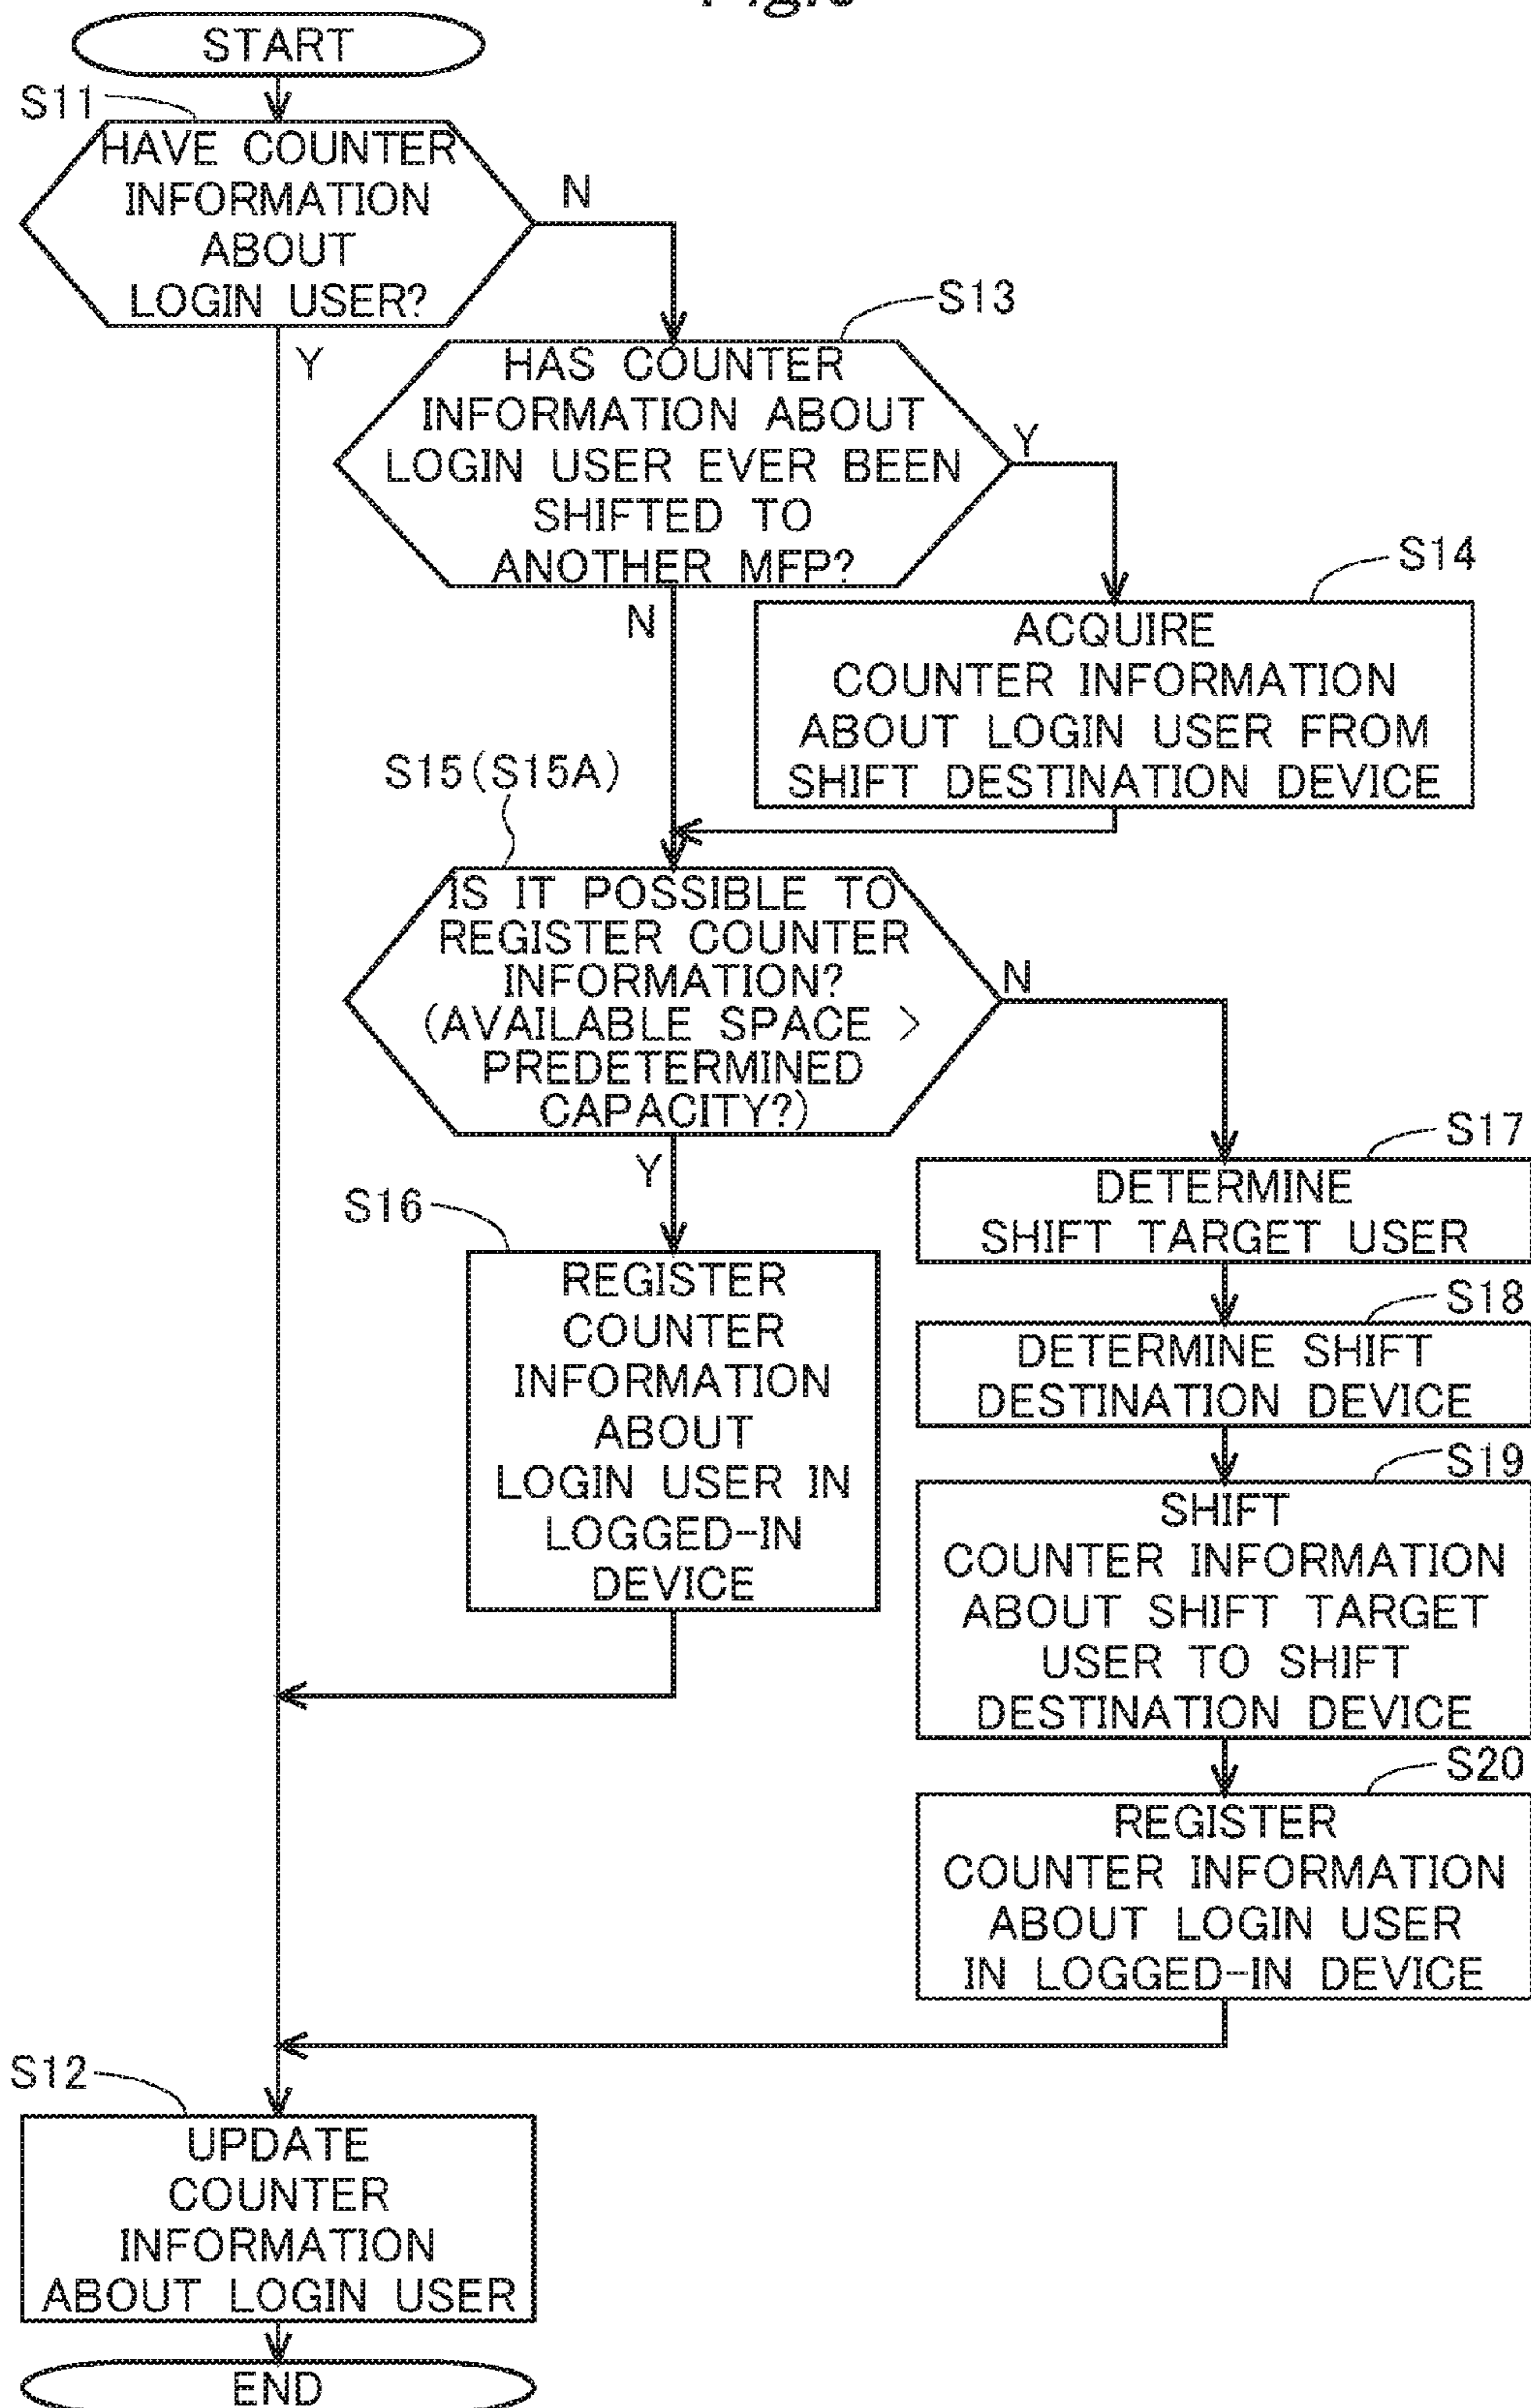 START
S11
HAVE COUNTER
INFORMATION
ABOUT
LOGIN USER?
N
Y
S13
HAS COUNTER
INFORMATION ABOUT
LOGIN USER EVER BEEN
SHIFTED TO
ANOTHER MFP?
Y
N
S14
ACQUIRE
COUNTER INFORMATION
ABOUT LOGIN USER FROM
SHIFT DESTINATION DEVICE
S15(S15A)
IS IT POSSIBLE TO
REGISTER COUNTER
INFORMATION?
(AVAILABLE SPACE >
PREDETERMINED
CAPACITY?)
N
Y
S16
REGISTER
COUNTER
INFORMATION
ABOUT
LOGIN USER IN
LOGGED-IN
DEVICE
S17
DETERMINE
SHIFT TARGET USER
S18
DETERMINE SHIFT
DESTINATION DEVICE
S19
SHIFT
COUNTER INFORMATION
ABOUT SHIFT TARGET
USER TO SHIFT
DESTINATION DEVICE
S20
REGISTER
COUNTER INFORMATION
ABOUT LOGIN USER
IN LOGGED-IN DEVICE
S12
UPDATE
COUNTER
INFORMATION
ABOUT LOGIN USER
END